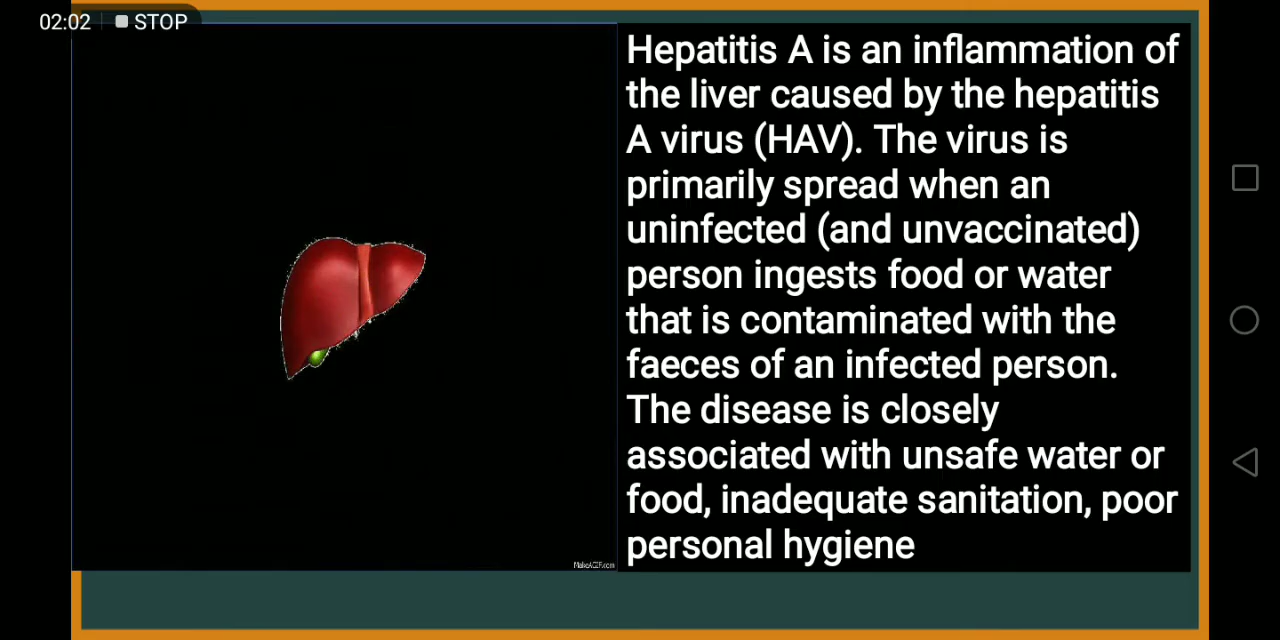 02:02 STOP
Hepatitis A is an inflammation of
the liver caused by the hepatitis
A virus (HAV). The virus is
primarily spread when an
uninfected (and unvaccinated)
person ingests food or water
that is contaminated with the
faeces of an infected person.
The disease is closely
associated with unsafe water or
food, inadequate sanitation, poor
personal hygiene
MakeAGIF.com